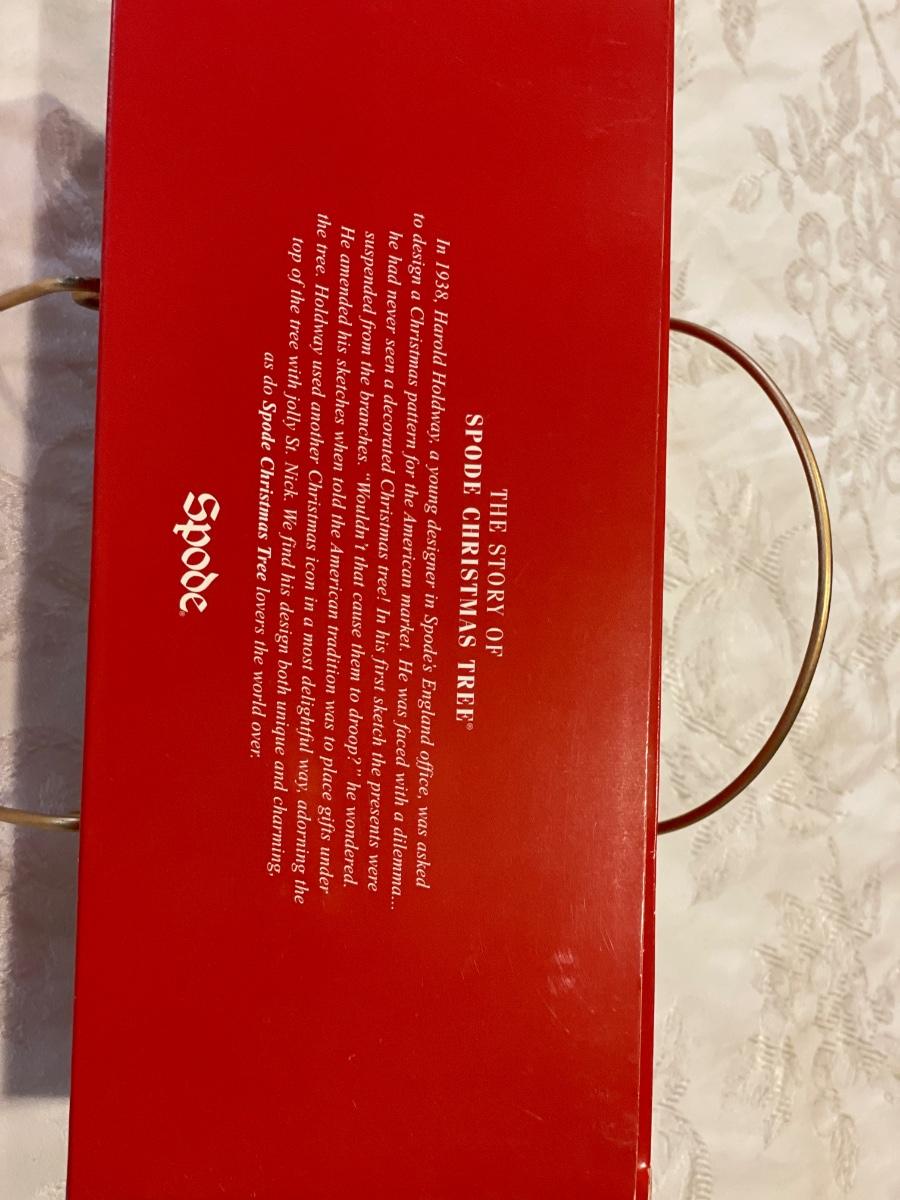 THE STORY OF
SPODE CHRISTMAS TREE®
In 1938, Harold Holdway, a young designer in Spode's England office, was asked
to design a Christmas pattern for the American market. He was faced with a dilemma...
he had never seen a decorated Christmas tree! In his first sketch the presents were
suspended from the branches. "Wouldn't that cause them to droop?" he wondered.
He amended his sketches when told the American tradition was to place gifts under
the tree. Holdway used another Christmas icon in a most delightful way, adorning the
top of the tree with jolly St. Nick. We find his design both unique and charming,
as do Spode Christmas Tree lovers the world over.
Spode®